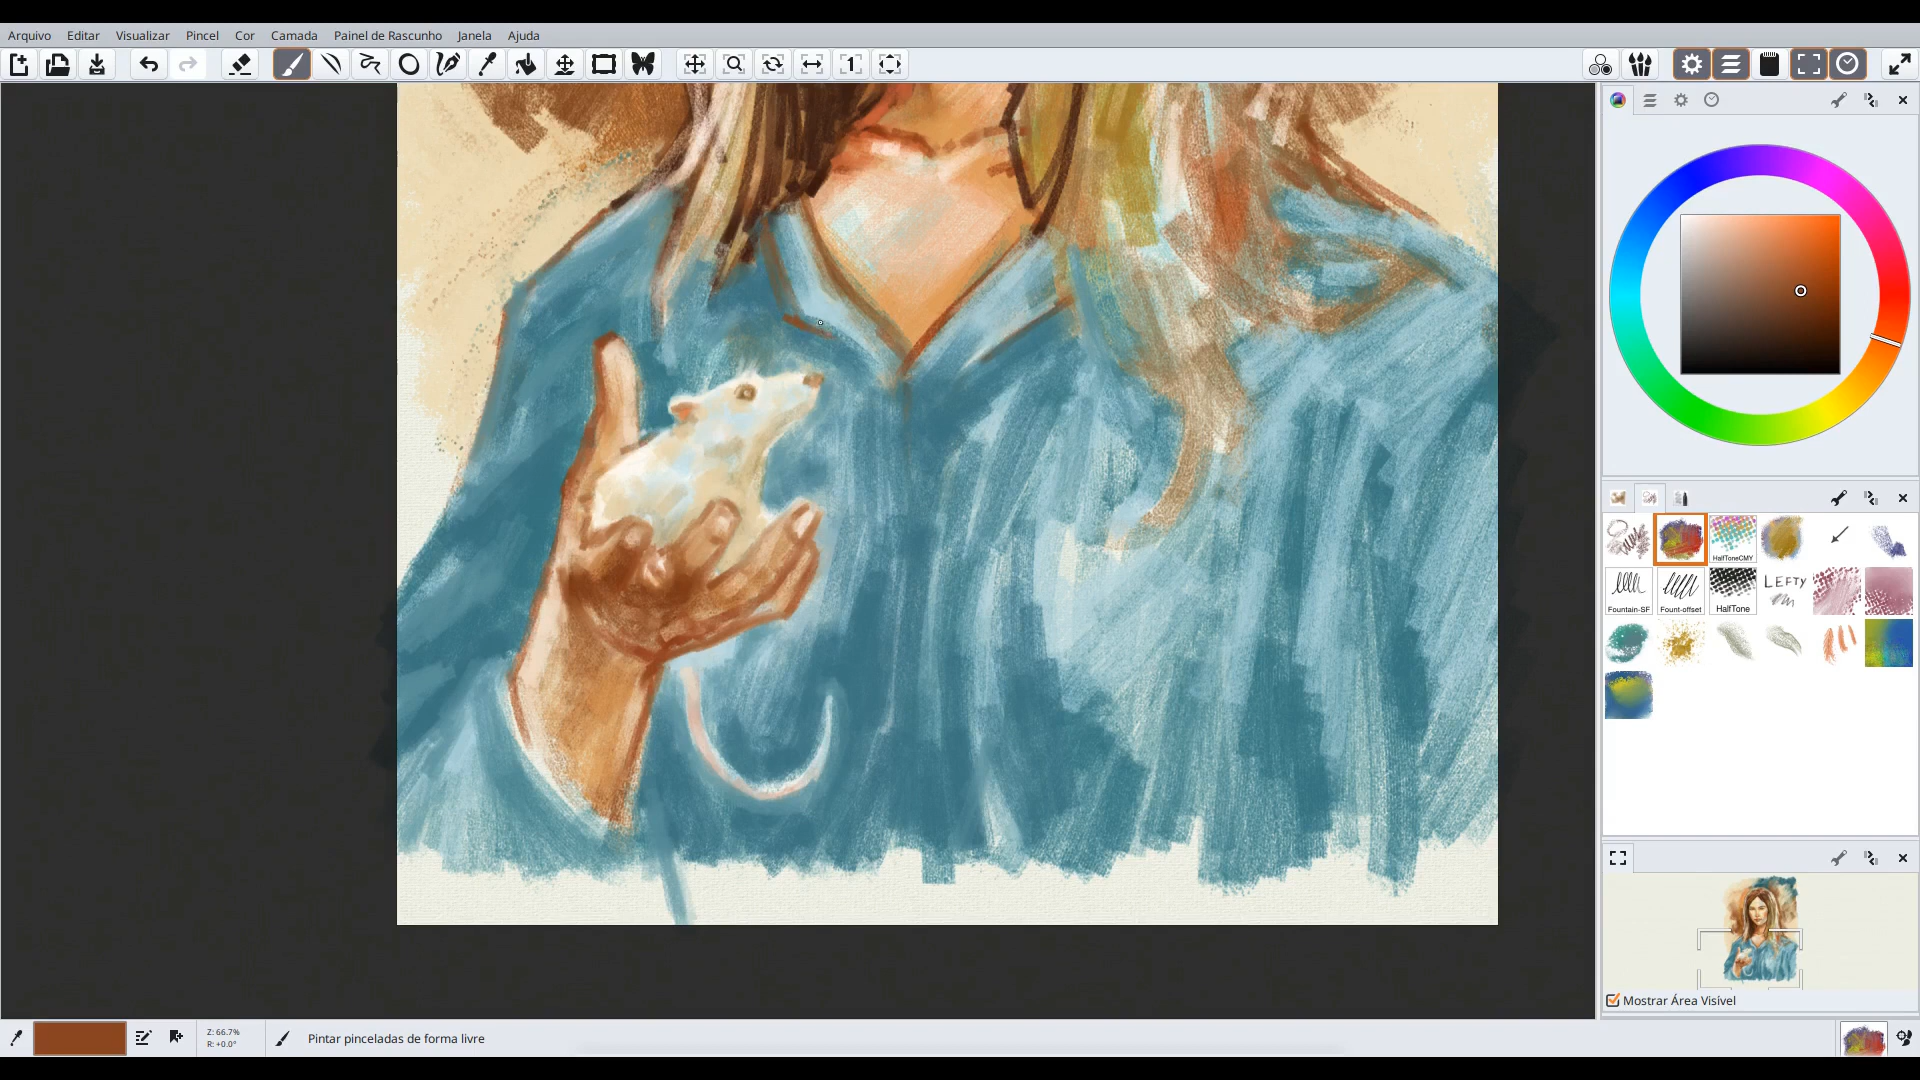 Arquivo Editar Visualizar Pincel Cor Camada Painel de Rascunho Janela Ajuda
1
HalfToneCMY
Fountain-SF Fount-offset HalfTone LEFTY
Mostrar Área Visível
Z: 66.7%
R: +0.0°
Pintar pinceladas de forma livre